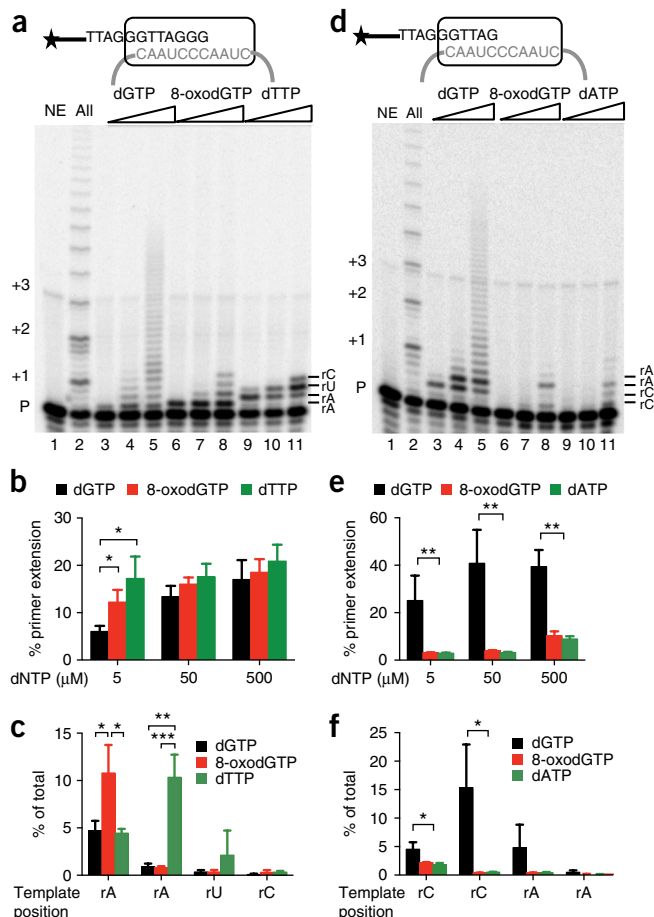 a
TTAGGGTTAGGG
CAAUCCCAAUC
dGTP 8-oxodGTP dTTP
NE All
+3
+2
+1
P
rC
rU
rA
rA
1 2 3 4 5 6 7 8 9 10 11
d
TTAGGGTTAG
CAAUCCCAAUC
dGTP 8-oxodGTP dATP
NE All
+3
+2
+1
P
rA
rA
rC
rC
1 2 3 4 5 6 7 8 9 10 11
b
dGTP 8-oxodGTP dTTP
% primer extension
30
20
10
0
* *
dNTP (μM) 5 50 500
e
dGTP 8-oxodGTP dATP
% primer extension
60
40
20
0
** ** **
dNTP (μM) 5 50 500
c
dGTP
8-oxodGTP
dTTP
% of total
15
10
5
0
* * ** ***
Template position rA rA rU rC
f
dGTP
8-oxodGTP
dATP
% of total
25
20
15
10
5
0
* *
Template position rC rC rA rA